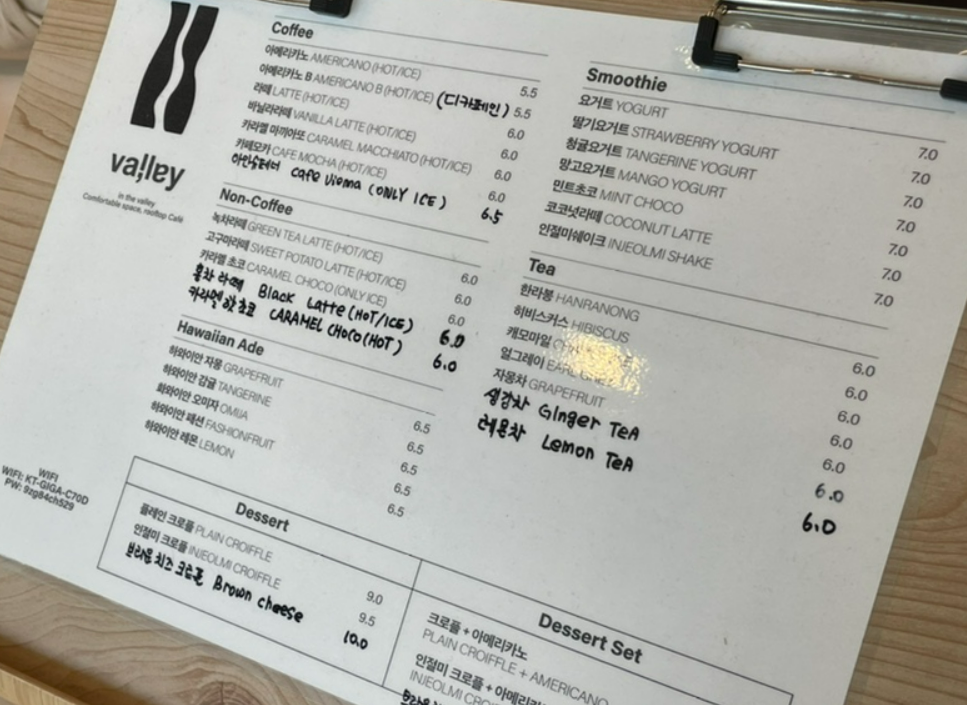 valley
in the valley
Comfortable space, rooftop Café
WIFI
WIFI: KT-GIGA-C70D
PW: 9zg84ch529
Coffee
아메리카노 AMERICANO (HOT/ICE) 5.5
아메리카노 B AMERICANO B (HOT/ICE) (디카페인) 5.5
라떼 LATTE (HOT/ICE) 6.0
바닐라라떼 VANILLA LATTE (HOT/ICE) 6.0
카라멜 마끼아또 CARAMEL MACCHIATO (HOT/ICE) 6.0
카페모카 CAFE MOCHA (HOT/ICE) 6.0
cafe Viema (ONLY ICE) 6.5
Non-Coffee
녹차라떼 GREEN TEA LATTE (HOT/ICE) 6.0
고구마라떼 SWEET POTATO LATTE (HOT/ICE) 6.0
카라멜 초코 CARAMEL CHOCO (ONLY ICE) 6.0
홍차 라떼 Black Latte (HOT/ICE) 6.0
카라멜 핫초코 CARAMEL CHOCO (HOT) 6.0
Hawaiian Ade
하와이안 자몽 GRAPEFRUIT 6.5
하와이안 감귤 TANGERINE 6.5
하와이안 오미자 OMIJA 6.5
하와이안 패션 FASHIONFRUIT 6.5
하와이안 레몬 LEMON 6.5
Smoothie
요거트 YOGURT 7.0
딸기요거트 STRAWBERRY YOGURT 7.0
청귤요거트 TANGERINE YOGURT 7.0
망고요거트 MANGO YOGURT 7.0
민트초코 MINT CHOCO 7.0
코코넛라떼 COCONUT LATTE 7.0
인절미쉐이크 INJEOLMI SHAKE 7.0
Tea
한라봉 HANRANONG 6.0
히비스커스 HIBISCUS 6.0
캐모마일 6.0
얼그레이 EARL 6.0
자몽차 GRAPEFRUIT 6.0
생강차 Ginger TeA 6.0
레몬차 Lemon TeA 6.0
Dessert
플레인 크로플 PLAIN CROIFFLE 9.0
인절미 크로플 INJEOLMI CROIFFLE 9.5
브라운치즈 크로플 Brown cheese 10.0
Dessert Set
크로플 + 아메리카노
PLAIN CROIFFLE + AMERICANO
인절미 크로플 + 아메리카노
INJEOLMI